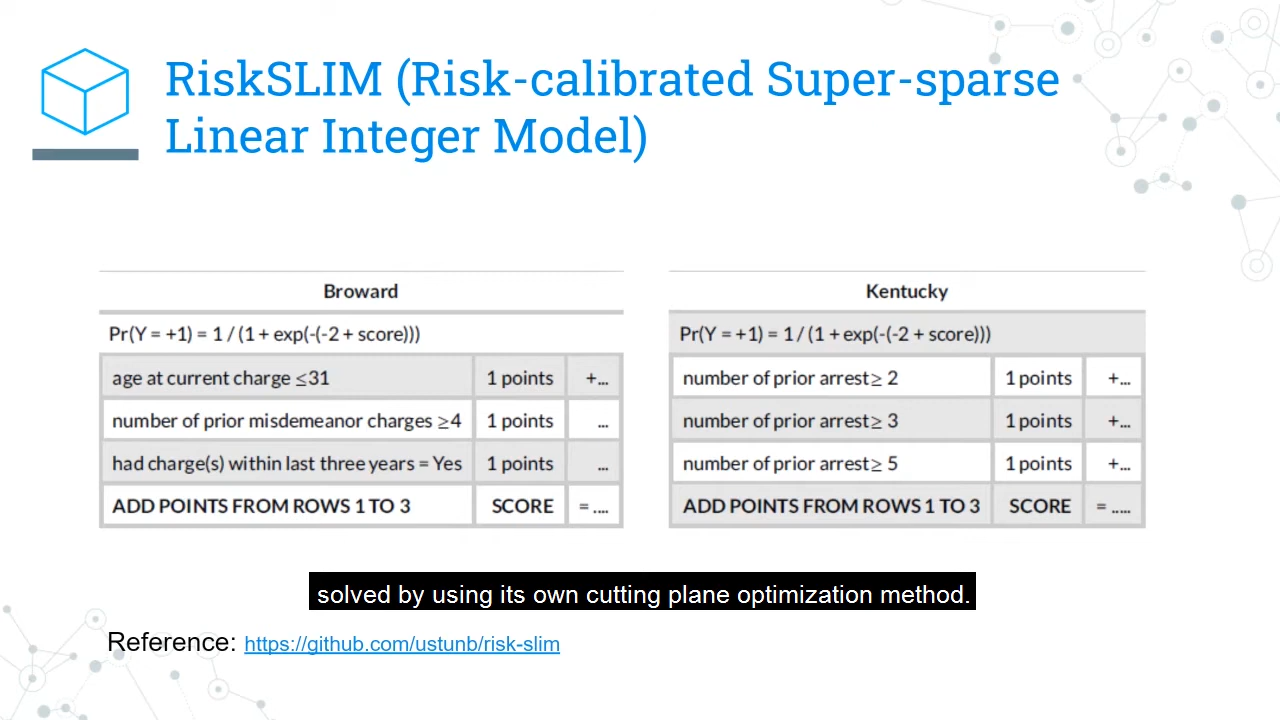 RiskSLIM (Risk-calibrated Super-sparse
Linear Integer Model)
Broward
Pr(Y = +1) = 1 / (1 + exp(-(-2 + score)))
age at current charge ≤31 1 points +...
number of prior misdemeanor charges ≥4 1 points ...
had charge(s) within last three years = Yes 1 points ...
ADD POINTS FROM ROWS 1 TO 3 SCORE = ....
Kentucky
Pr(Y = +1) = 1 / (1 + exp(-(-2 + score)))
number of prior arrest≥ 2 1 points +...
number of prior arrest≥ 3 1 points +...
number of prior arrest≥ 5 1 points +...
ADD POINTS FROM ROWS 1 TO 3 SCORE = .....
solved by using its own cutting plane optimization method.
Reference: https://github.com/ustunb/risk-slim